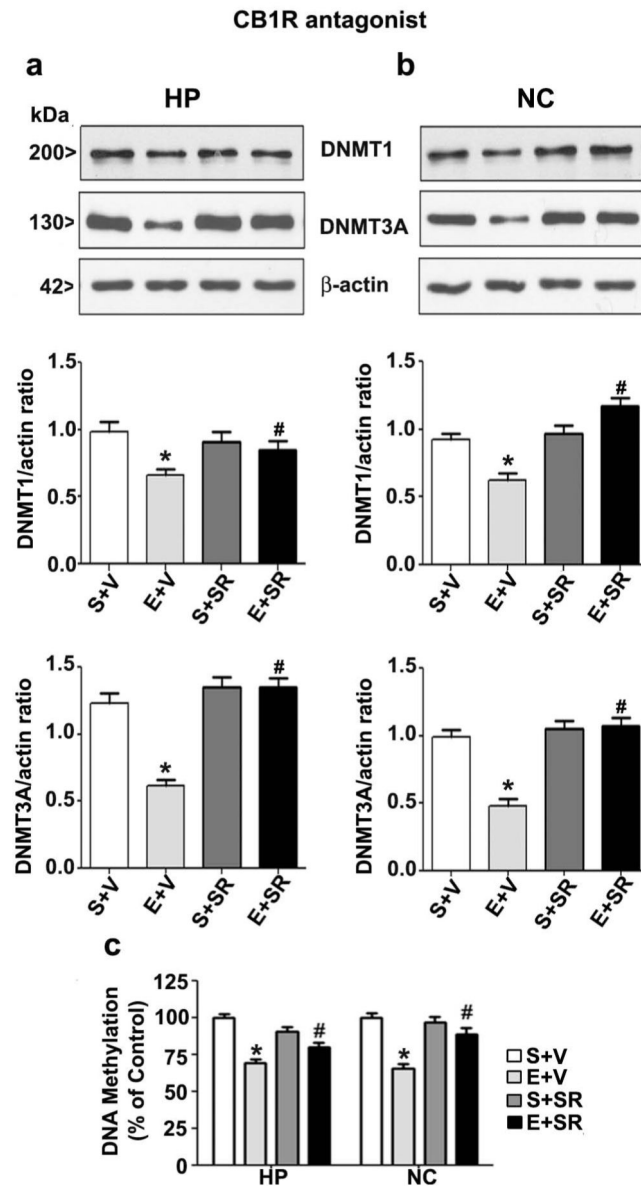 CB1R antagonist
a
b
HP
NC
kDa
200>
DNMT1
130>
DNMT3A
42>
β-actin
DNMT1/actin ratio
1.5
1.0
0.5
0.0
*
#
S+V
E+V
S+SR
E+SR
DNMT1/actin ratio
1.5
1.0
0.5
0.0
*
#
S+V
E+V
S+SR
E+SR
DNMT3A/actin ratio
1.5
1.0
0.5
0.0
*
#
S+V
E+V
S+SR
E+SR
DNMT3A/actin ratio
1.5
1.0
0.5
0.0
*
#
S+V
E+V
S+SR
E+SR
c
DNA Methylation
(% of Control)
125
100
75
50
25
0
*
#
*
#
HP
NC
S+V
E+V
S+SR
E+SR